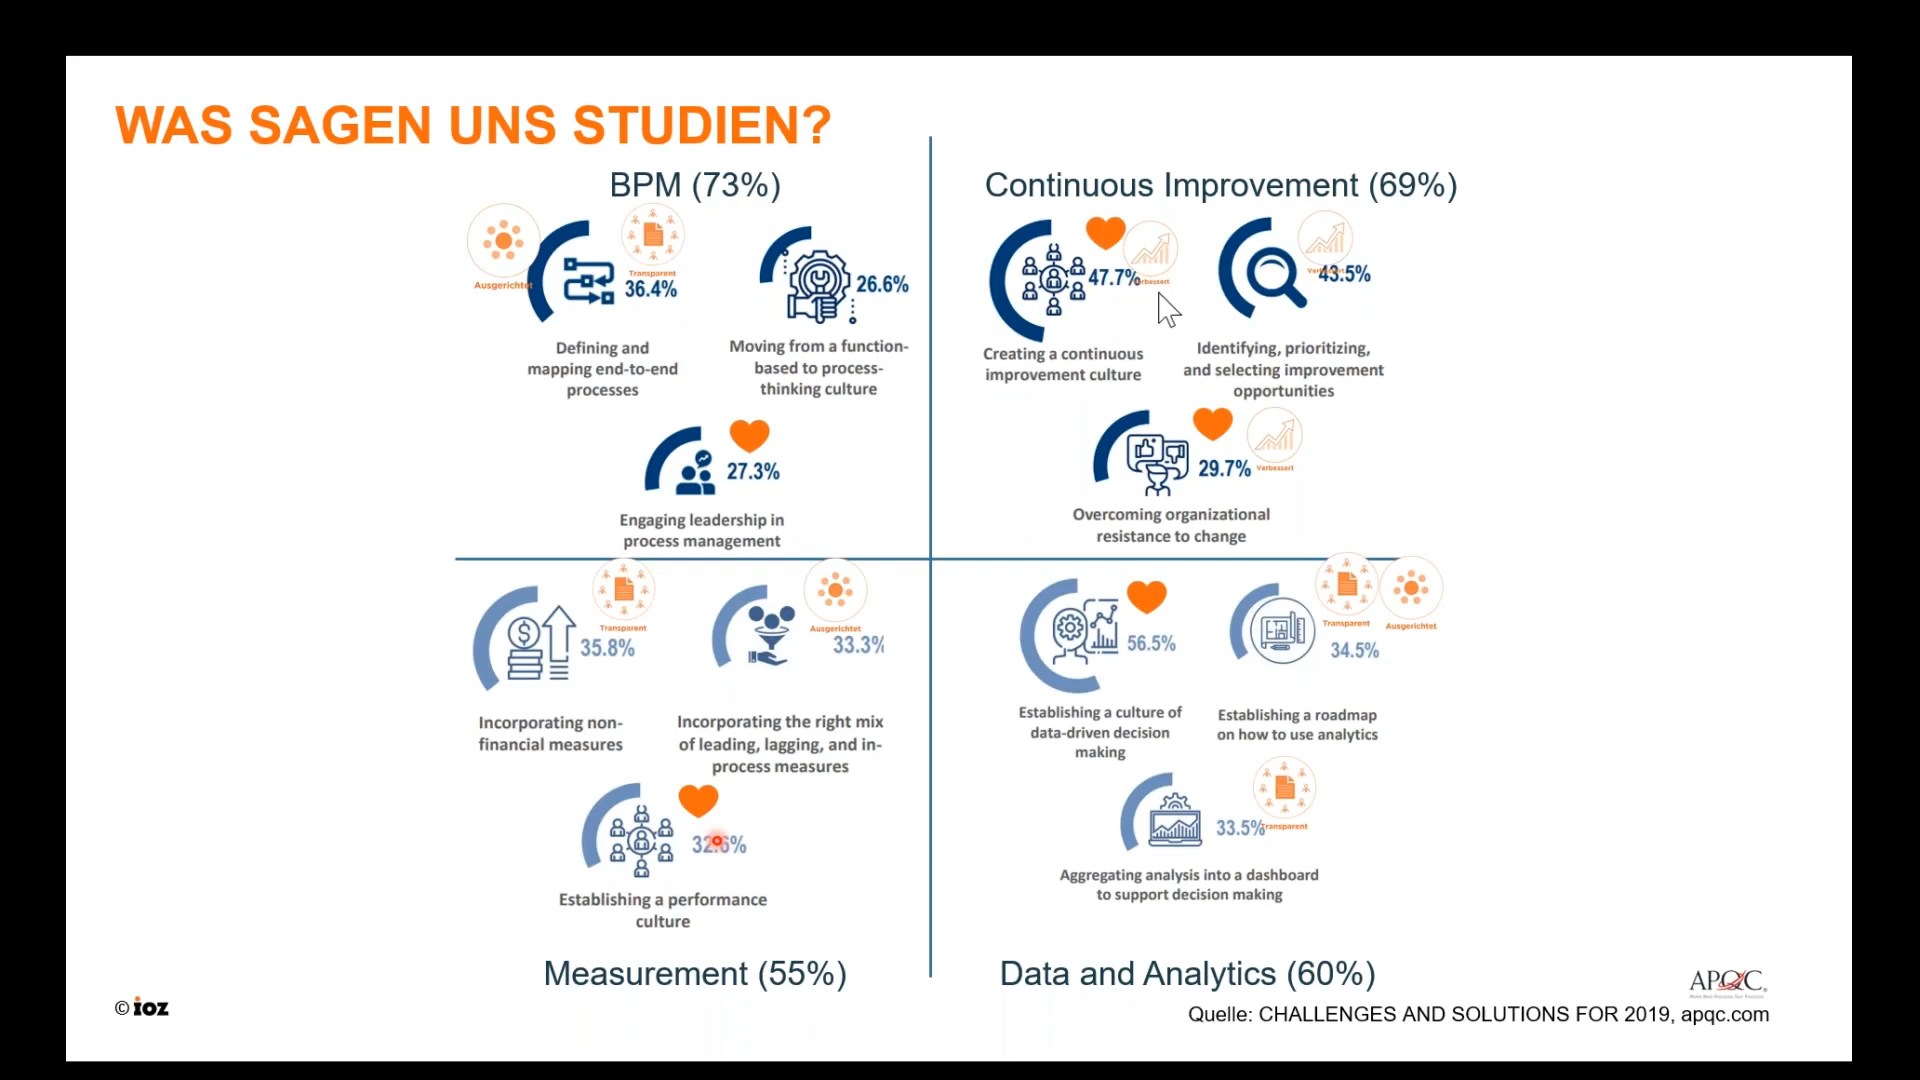 WAS SAGEN UNS STUDIEN?
BPM (73%)
Ausgerichtet
Transparent
36.4%
Defining and
mapping end-to-end
processes
26.6%
Moving from a function-
based to process-
thinking culture
27.3%
Engaging leadership in
process management
Continuous Improvement (69%)
47.7%
Verbessert
Creating a continuous
improvement culture
Verbessert
43.5%
Identifying, prioritizing,
and selecting improvement
opportunities
29.7%
Verbessert
Overcoming organizational
resistance to change
Transparent
35.8%
Incorporating non-
financial measures
Ausgerichtet
33.3%
Incorporating the right mix
of leading, lagging, and in-
process measures
32.6%
Establishing a performance
culture
Measurement (55%)
56.5%
Establishing a culture of
data-driven decision
making
Transparent
Ausgerichtet
34.5%
Establishing a roadmap
on how to use analytics
33.5%
Transparent
Aggregating analysis into a dashboard
to support decision making
Data and Analytics (60%)
© ioz
APQC
Quelle: CHALLENGES AND SOLUTIONS FOR 2019, apqc.com